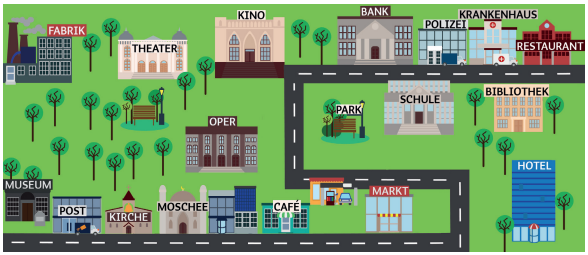 FABRIK
THEATER
KINO
BANK
POLIZEI
KRANKENHAUS
RESTAURANT
OPER
PARK
SCHULE
BIBLIOTHEK
MUSEUM
POST
KIRCHE
MOSCHEE
CAFÉ
MARKT
HOTEL